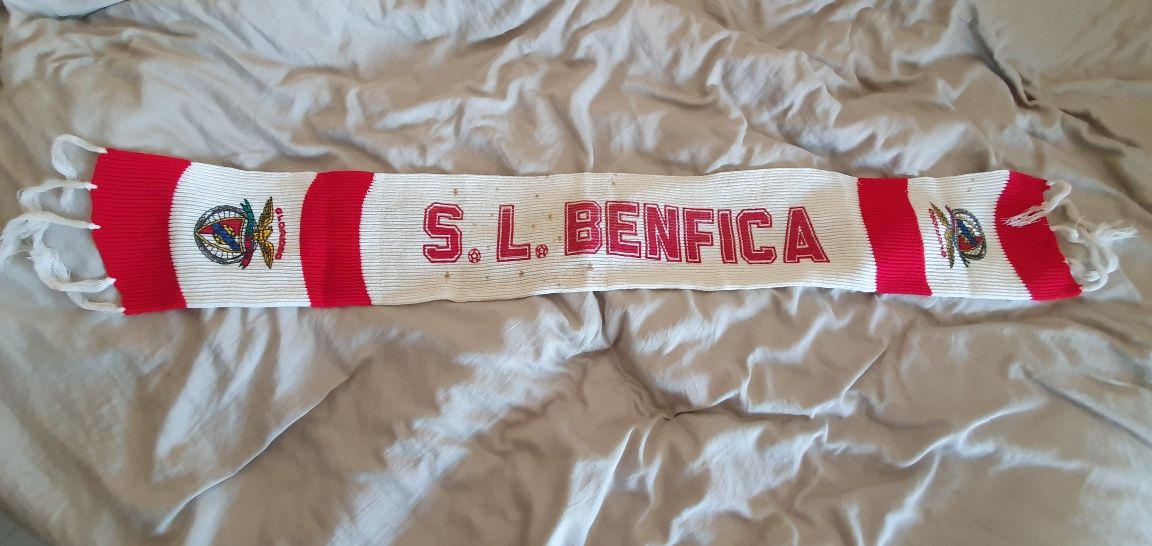 S. L. BENFICA